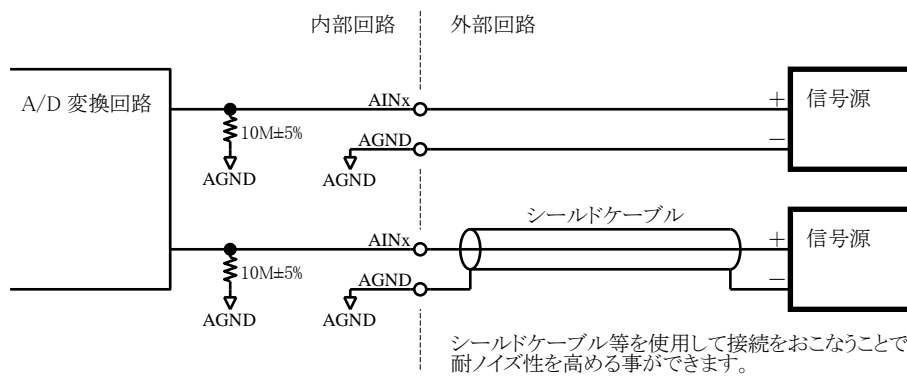 内部回路
外部回路
A/D 変換回路
AINx
+
信号源
10M±5%
AGND
−
AGND
AGND
シールドケーブル
AINx
+
信号源
10M±5%
AGND
−
AGND
AGND
シールドケーブル等を使用して接続をおこなうことで
耐ノイズ性を高める事ができます。